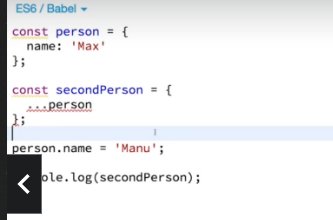 ES6 / Babel
const person = {
  name: 'Max'
};
const secondPerson = {
  ...person
};
person.name = 'Manu';
ole.log(secondPerson);